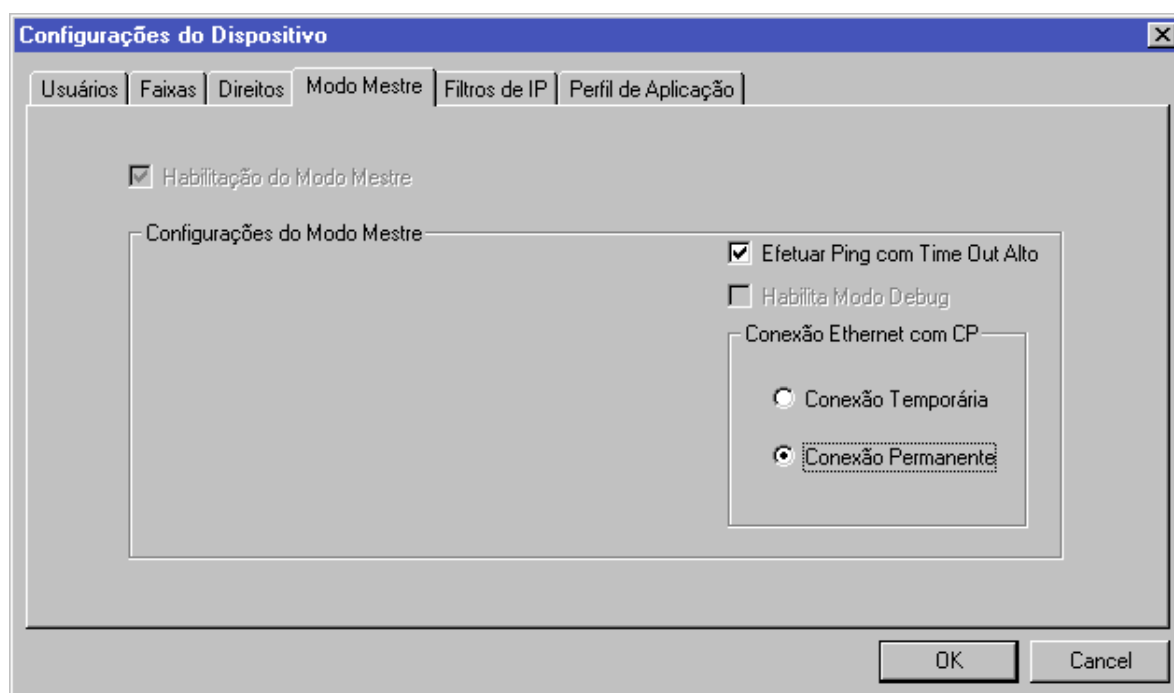 Configurações do Dispositivo
Usuários Faixas Direitos Modo Mestre Filtros de IP Perfil de Aplicação
Habilitação do Modo Mestre
Configurações do Modo Mestre
Efetuar Ping com Time Out Alto
Habilita Modo Debug
Conexão Ethernet com CP
Conexão Temporária
Conexão Permanente
OK Cancel